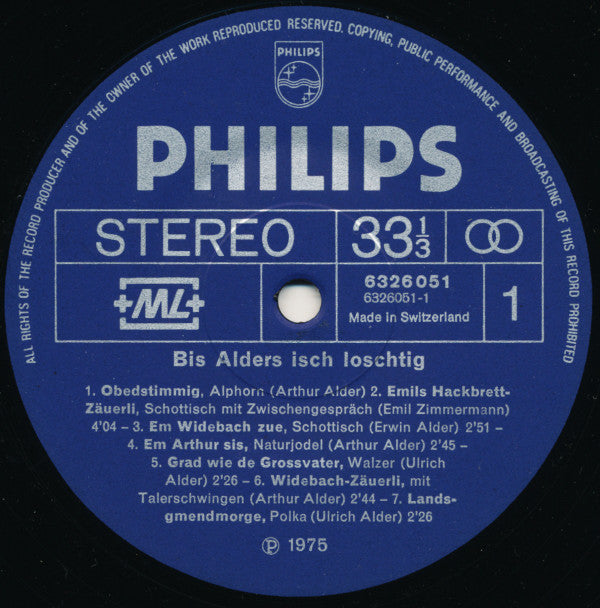 ALL RIGHTS OF THE RECORD PRODUCER AND OF THE OWNER OF THE WORK REPRODUCED RESERVED. COPYING, PUBLIC PERFORMANCE AND BROADCASTING OF THIS RECORD PROHIBITED
PHILIPS
PHILIPS
STEREO 33 1/3
+ML+ 6326051 1
6326051-1
Made in Switzerland
Bis Alders isch loschtig
1. Obedstimmig, Alphorn (Arthur Alder) 2. Emils Hackbrett-
Zäuerli, Schottisch mit Zwischengespräch (Emil Zimmermann)
4'04 – 3. Em Widebach zue, Schottisch (Erwin Alder) 2'51 –
4. Em Arthur sis, Naturjodel (Arthur Alder) 2'45 –
5. Grad wie de Grossvater, Walzer (Ulrich
Alder) 2'26 – 6. Widebach-Zäuerli, mit
Talerschwingen (Arthur Alder) 2'44 – 7. Lands-
gmendmorge, Polka (Ulrich Alder) 2'26
Ⓟ 1975